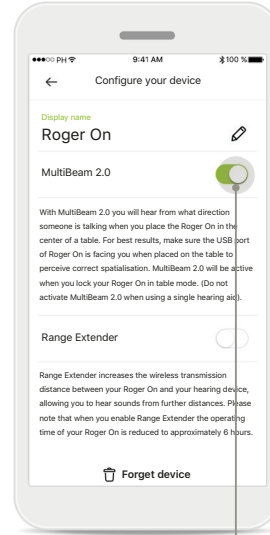 ●●●○○ PH 9:41 AM 100 %
Configure your device
Display name
Roger On
MultiBeam 2.0
With MultiBeam 2.0 you will hear from what direction
someone is talking when you place the Roger On in the
center of a table. For best results, make sure the USB port
of Roger On is facing you when placed on the table to
perceive correct spatialisation. MultiBeam 2.0 will be active
when you lock your Roger On in table mode. (Do not
activate MultiBeam 2.0 when using a single hearing aid).
Range Extender
Range Extender increases the wireless transmission
distance between your Roger On and your hearing device,
allowing you to hear sounds from further distances. Please
note that when you enable Range Extender the operating
time of your Roger On is reduced to approximately 6 hours.
Forget device